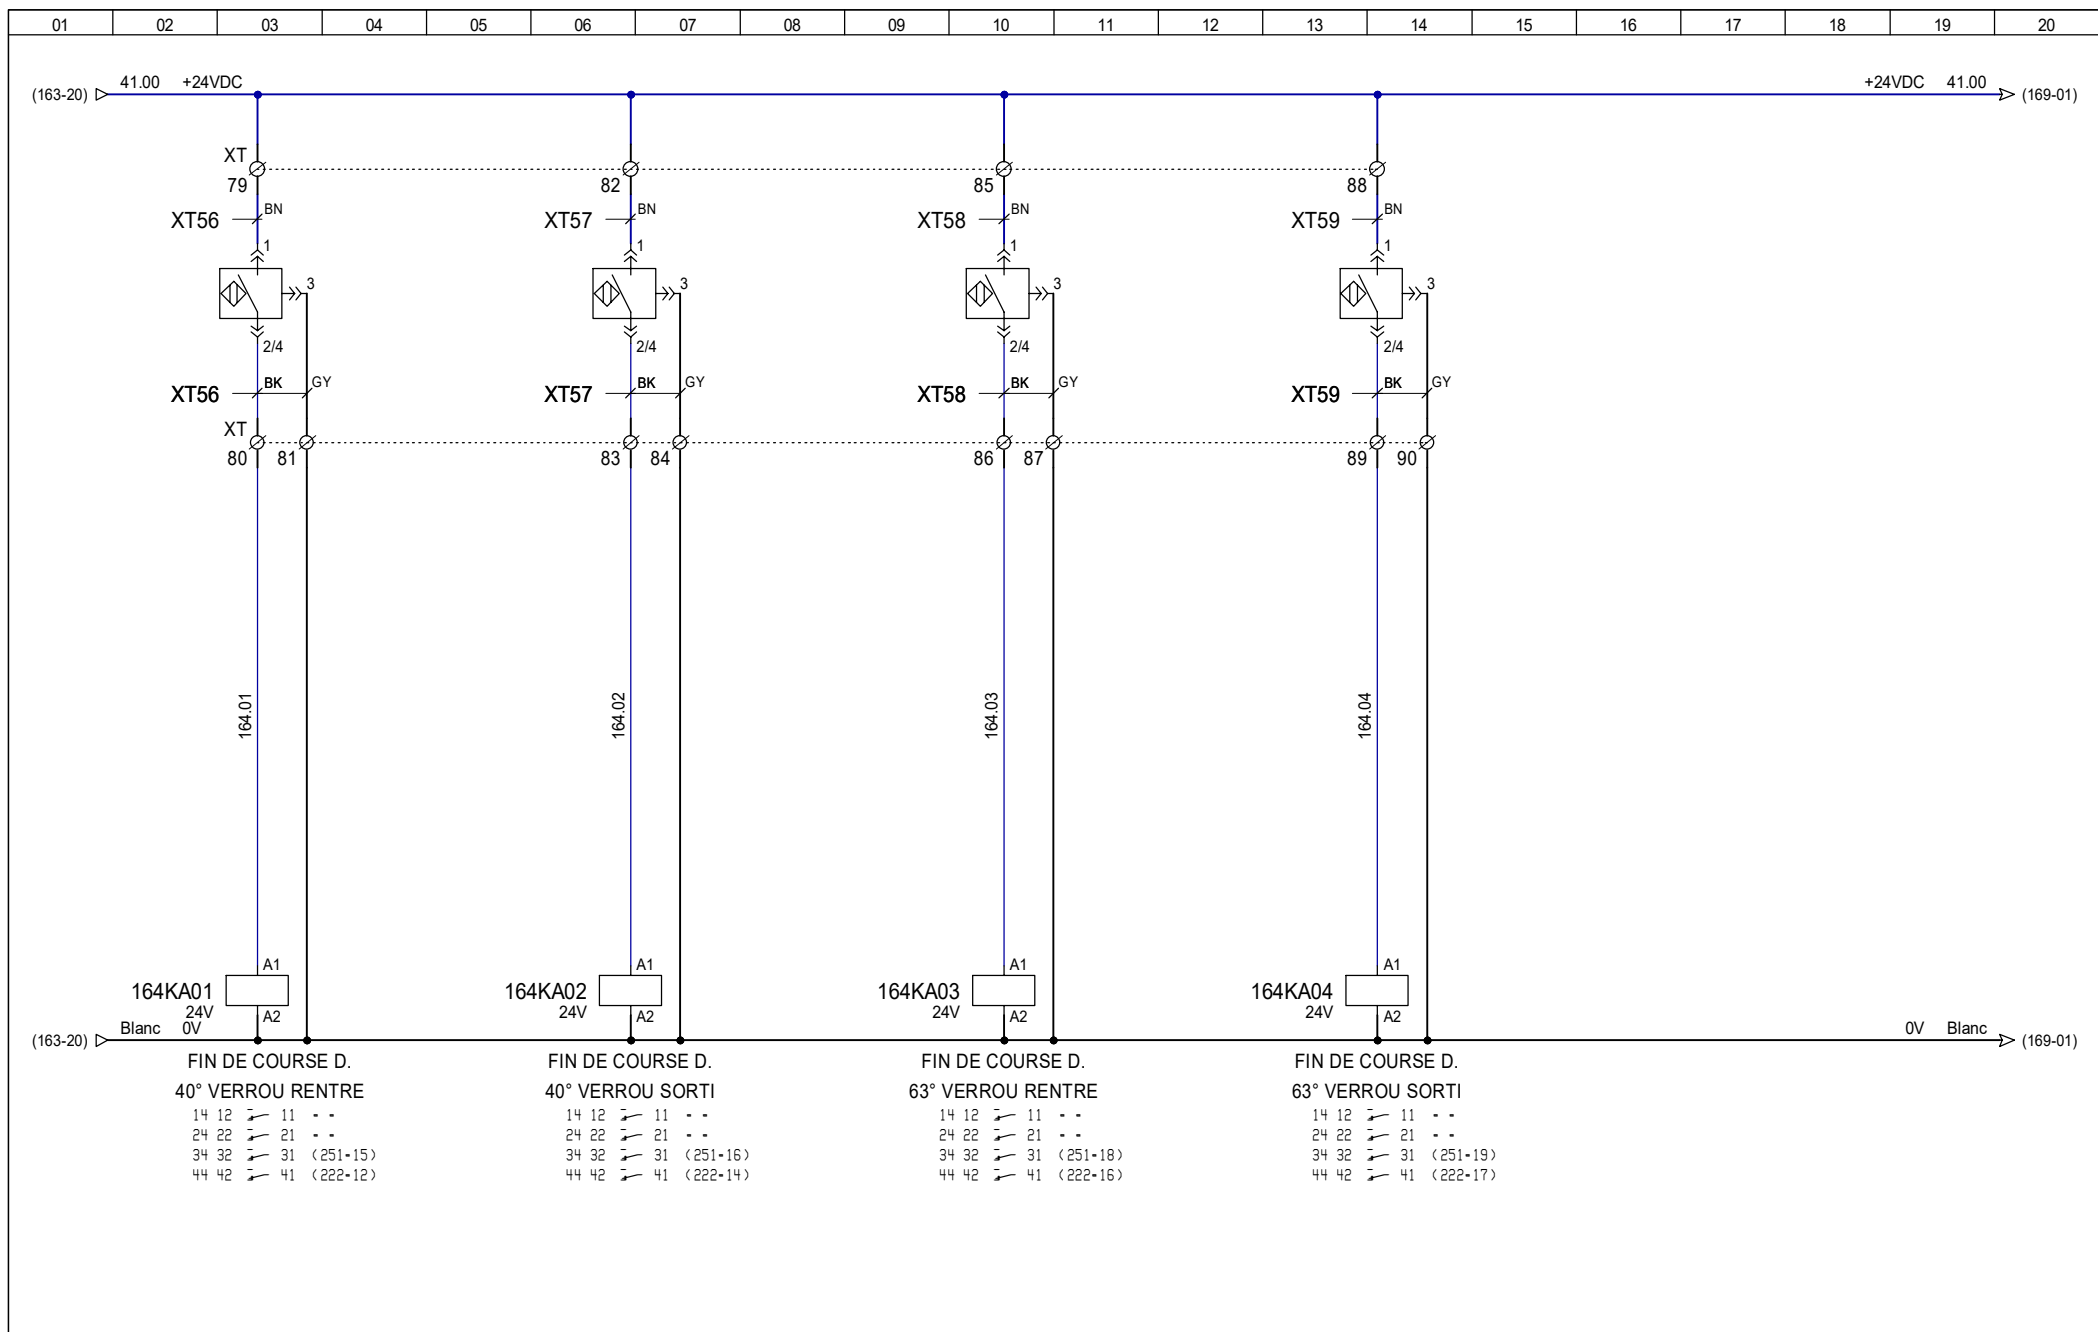 01 02 03 04 05 06 07 08 09 10 11 12 13 14 15 16 17 18 19 20
41.00 +24VDC +24VDC 41.00
(163-20) (169-01)
XT
79 82 85 88
XT56 BN XT57 BN XT58 BN XT59 BN
1 1 1 1
3 3 3 3
2/4 2/4 2/4 2/4
XT56 BK GY XT57 BK GY XT58 BK GY XT59 BK GY
XT
80 81 83 84 86 87 89 90
164.01 164.02 164.03 164.04
A1 A1 A1 A1
164KA01 164KA02 164KA03 164KA04
24V A2 24V A2 24V A2 24V A2
Blanc 0V 0V Blanc
(163-20) (169-01)
FIN DE COURSE D. FIN DE COURSE D. FIN DE COURSE D. FIN DE COURSE D.
40° VERROU RENTRE 40° VERROU SORTI 63° VERROU RENTRE 63° VERROU SORTI
14 12 11 - - 14 12 11 - - 14 12 11 - - 14 12 11 - -
24 22 21 - - 24 22 21 - - 24 22 21 - - 24 22 21 - -
34 32 31 (251-15) 34 32 31 (251-16) 34 32 31 (251-18) 34 32 31 (251-19)
44 42 41 (222-12) 44 42 41 (222-14) 44 42 41 (222-16) 44 42 41 (222-17)